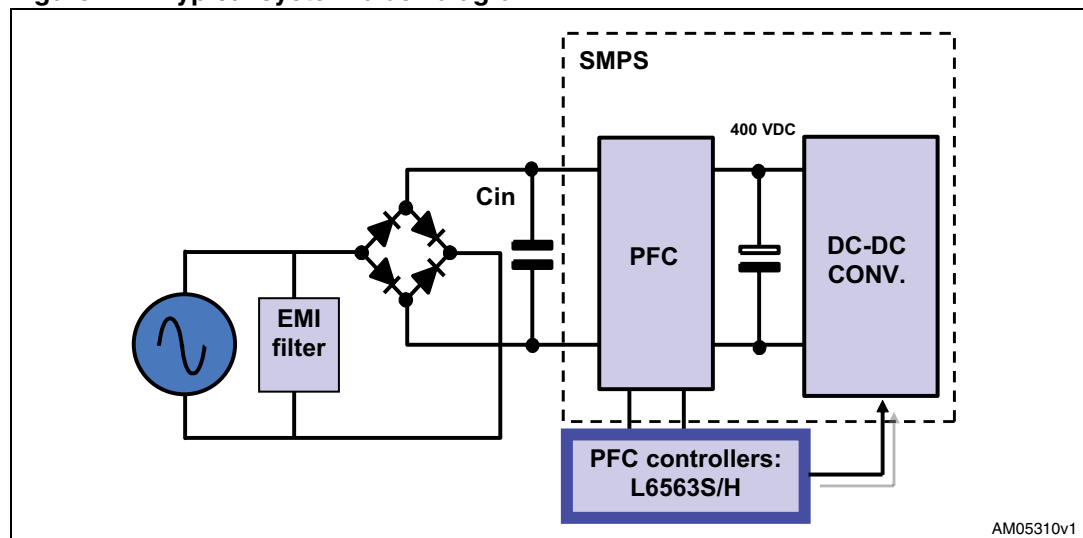 SMPS
400 VDC
Cin
PFC
DC-DC
CONV.
EMI
filter
PFC controllers:
L6563S/H
AM05310v1